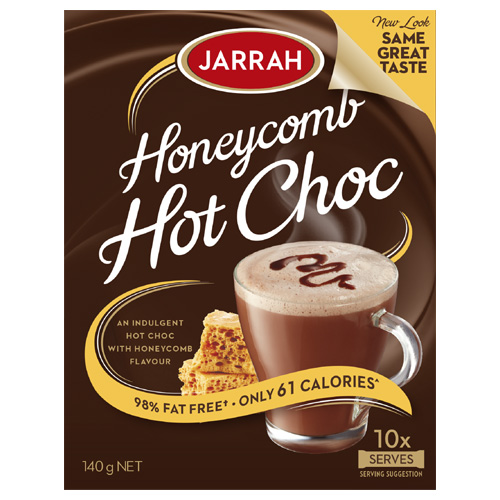 New Look
SAME
GREAT
TASTE
JARRAH
Honeycomb
Hot Choc
AN INDULGENT
HOT CHOC
WITH HONEYCOMB
FLAVOUR
98% FAT FREE† • ONLY 61 CALORIES^
10x
SERVES
SERVING SUGGESTION
140g NET